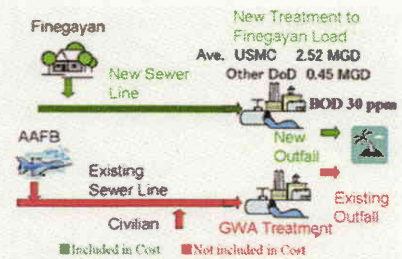 New Treatment to
Finegayan Load
Finegayan
Ave. USMC 2.52 MGD
Other DoD 0.45 MGD
New Sewer
Line
BOD 30 ppm
AAFB
New
Outfall
Existing
Sewer Line
Existing
Outfall
Civilian
GWA Treatment
Included in Cost
Not included in Cost